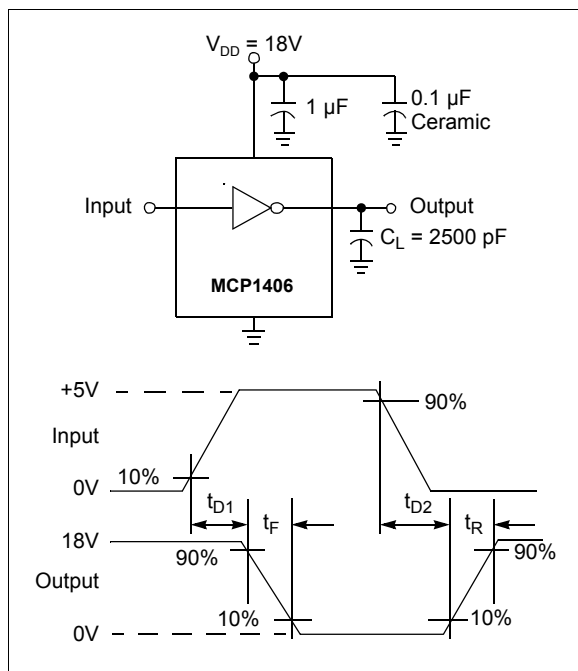 V_DD = 18V
1 µF
0.1 µF
Ceramic
Input
Output
C_L = 2500 pF
MCP1406
+5V
90%
Input
10%
0V
t_D1
t_F
t_D2
t_R
18V
90%
90%
Output
10%
10%
0V